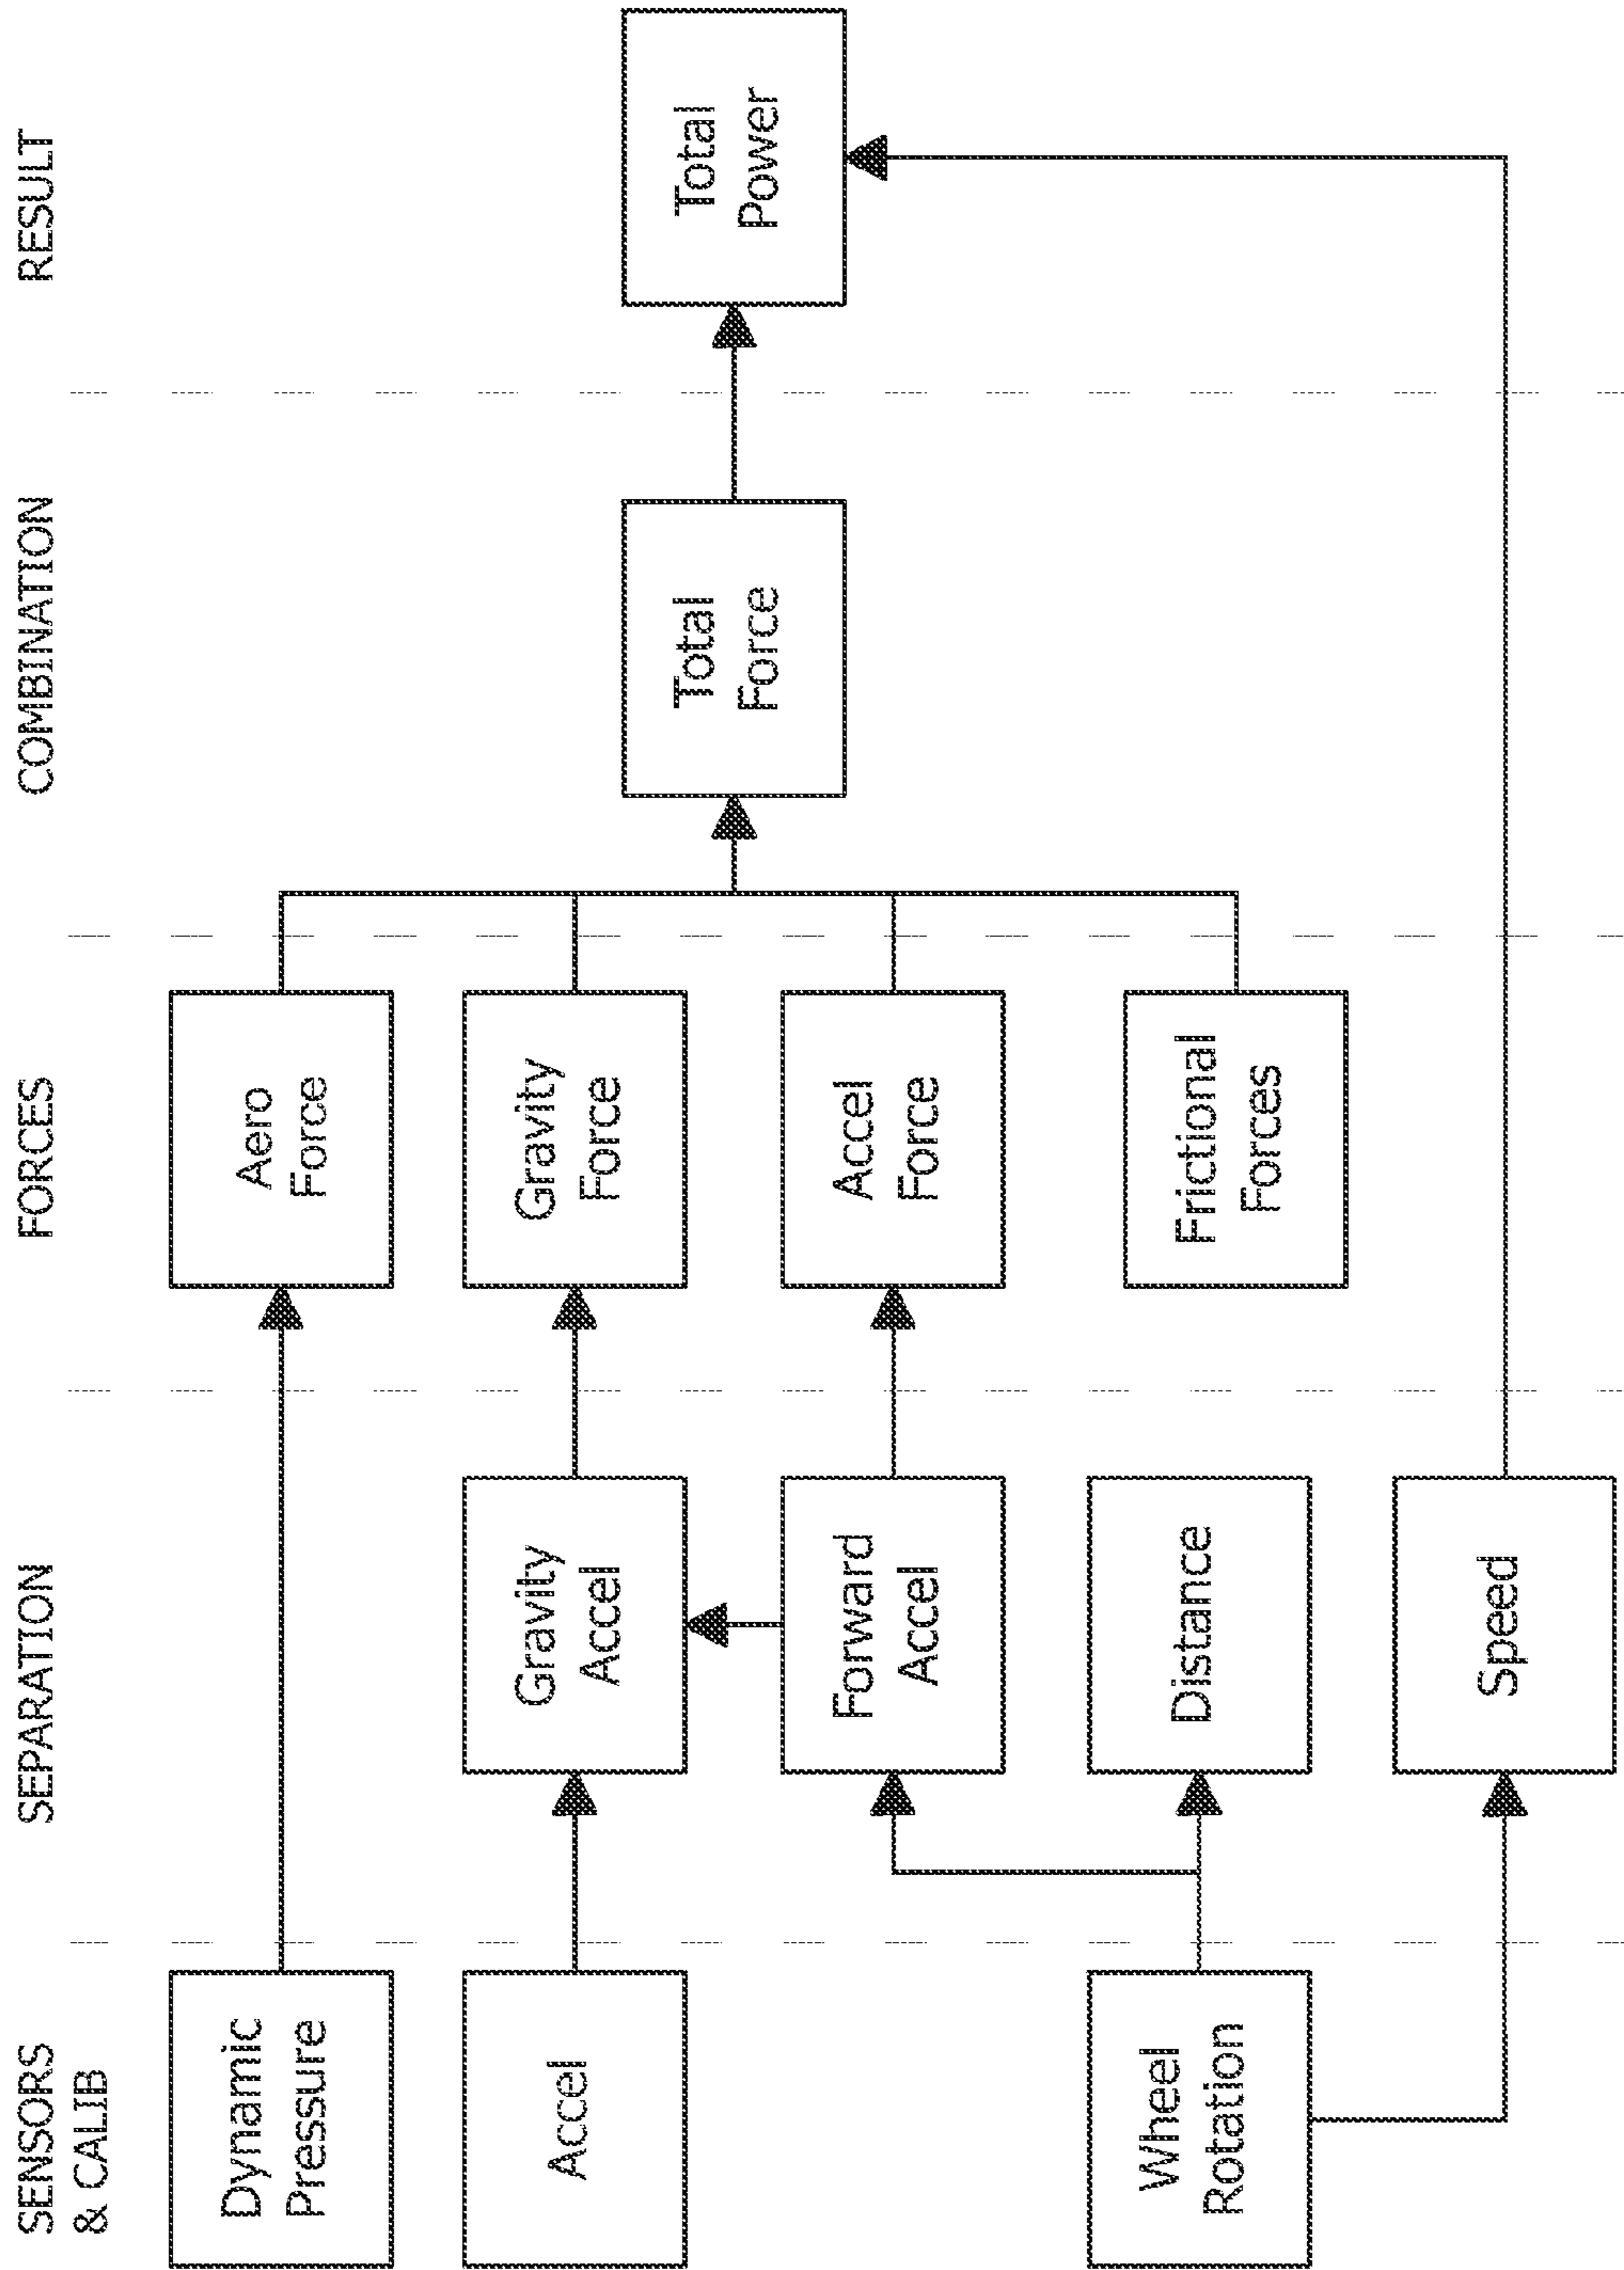 SENSORS
& CALIB
SEPARATION
FORCES
COMBINATION
RESULT
Dynamic
Pressure
Aero
Force
Accel
Gravity
Accel
Gravity
Force
Total
Force
Total
Power
Forward
Accel
Accel
Force
Wheel
Rotation
Distance
Frictional
Forces
Speed